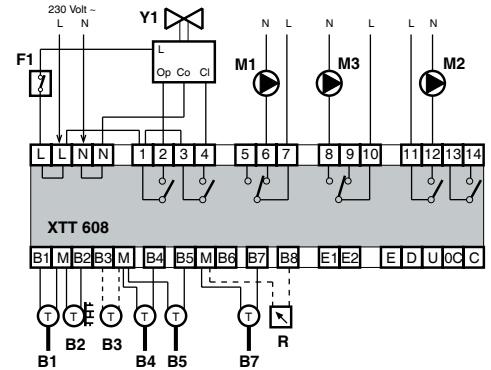 230 Volt ~
L N
Y1
N L
N
L
L N
F1
L
Op Co Cl
M1
M3
M2
L L N N 1 2 3 4 5 6 7 8 9 10 11 12 13 14
XTT 608
B1 M B2 B3 M B4 B5 M B6 B7 B8 E1 E2 E D U 0C C
T T T T T T
B1 B2 B3 B4 B5 B7 R